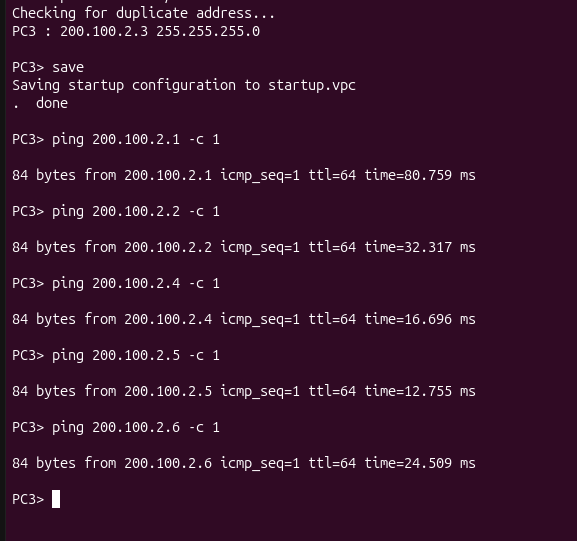 Checking for duplicate address...
PC3 : 200.100.2.3 255.255.255.0
PC3> save
Saving startup configuration to startup.vpc
.  done
PC3> ping 200.100.2.1 -c 1
84 bytes from 200.100.2.1 icmp_seq=1 ttl=64 time=80.759 ms
PC3> ping 200.100.2.2 -c 1
84 bytes from 200.100.2.2 icmp_seq=1 ttl=64 time=32.317 ms
PC3> ping 200.100.2.4 -c 1
84 bytes from 200.100.2.4 icmp_seq=1 ttl=64 time=16.696 ms
PC3> ping 200.100.2.5 -c 1
84 bytes from 200.100.2.5 icmp_seq=1 ttl=64 time=12.755 ms
PC3> ping 200.100.2.6 -c 1
84 bytes from 200.100.2.6 icmp_seq=1 ttl=64 time=24.509 ms
PC3>